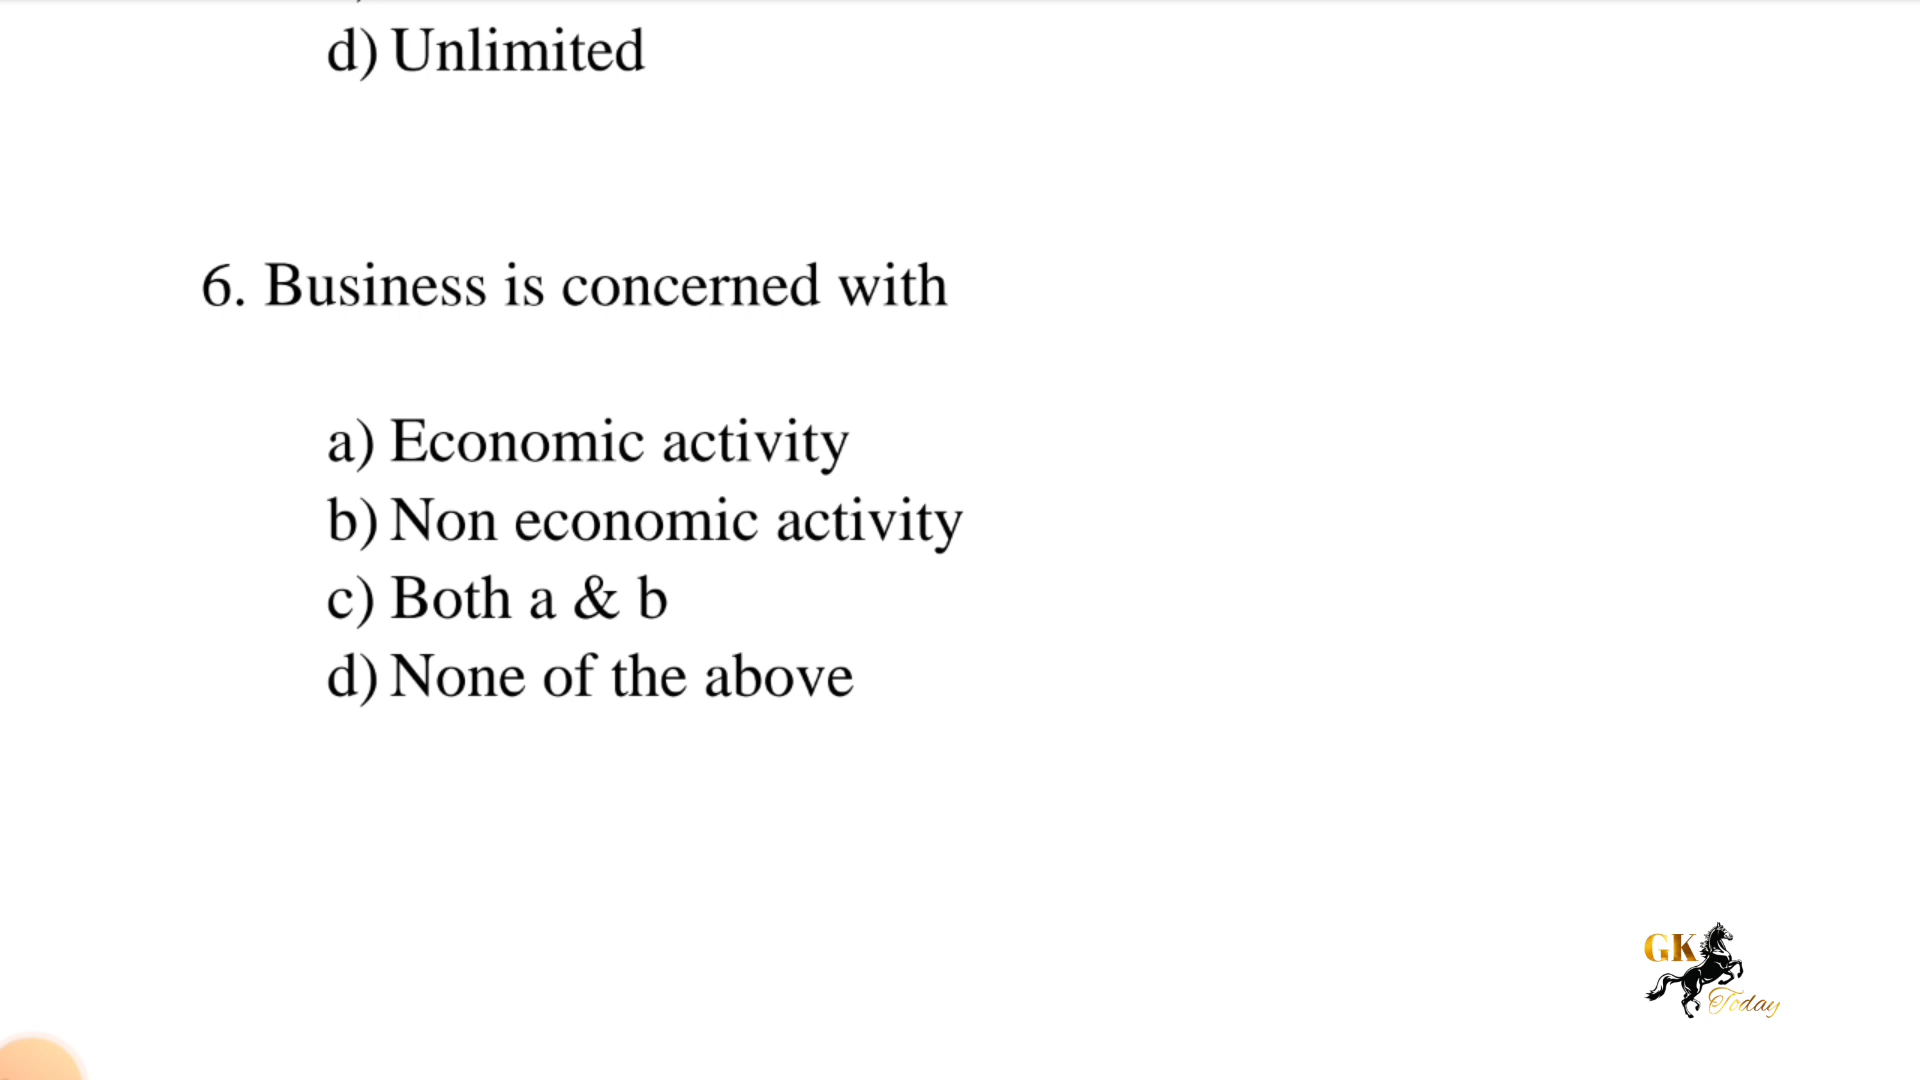 d) Unlimited
6. Business is concerned with
a) Economic activity
b) Non economic activity
c) Both a & b
d) None of the above
GK
Today